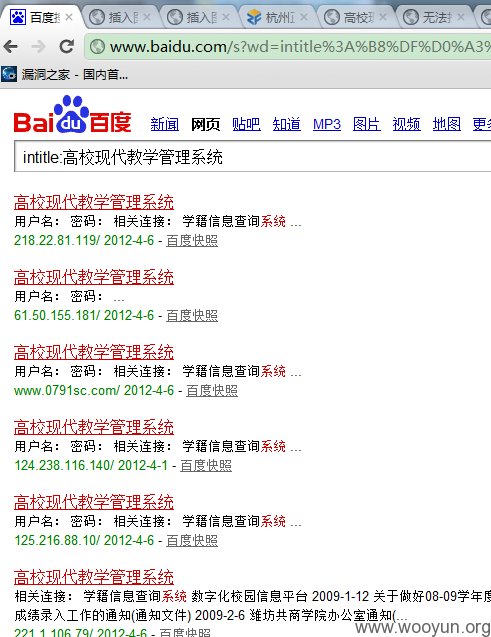 百度搜
插入图
插入图
杭州立
高校现
无法打
www.baidu.com/s?wd=intitle%3A%B8%DF%D0%A3%
漏洞之家 - 国内首...
Bai du 百度 新闻 网页 贴吧 知道 MP3 图片 视频 地图 更多
intitle:高校现代教学管理系统
高校现代教学管理系统
用户名: 密码: 相关连接: 学籍信息查询系统 ...
218.22.81.119/ 2012-4-6 - 百度快照
高校现代教学管理系统
用户名: 密码: ...
61.50.155.181/ 2012-4-6 - 百度快照
高校现代教学管理系统
用户名: 密码: 相关连接: 学籍信息查询系统 ...
www.0791sc.com/ 2012-4-6 - 百度快照
高校现代教学管理系统
用户名: 密码: 相关连接: 学籍信息查询系统 ...
124.238.116.140/ 2012-4-1 - 百度快照
高校现代教学管理系统
用户名: 密码: 相关连接: 学籍信息查询系统 ...
125.216.88.10/ 2012-4-6 - 百度快照
高校现代教学管理系统
相关连接: 学籍信息查询系统 数字化校园信息平台 2009-1-12 关于做好08-09学年度
成绩录入工作的通知(通知文件) 2009-2-6 潍坊共商学院办公室通知(...
221.1.106.79/ 2012-4-6 - 百度快照
www.wooyun.org